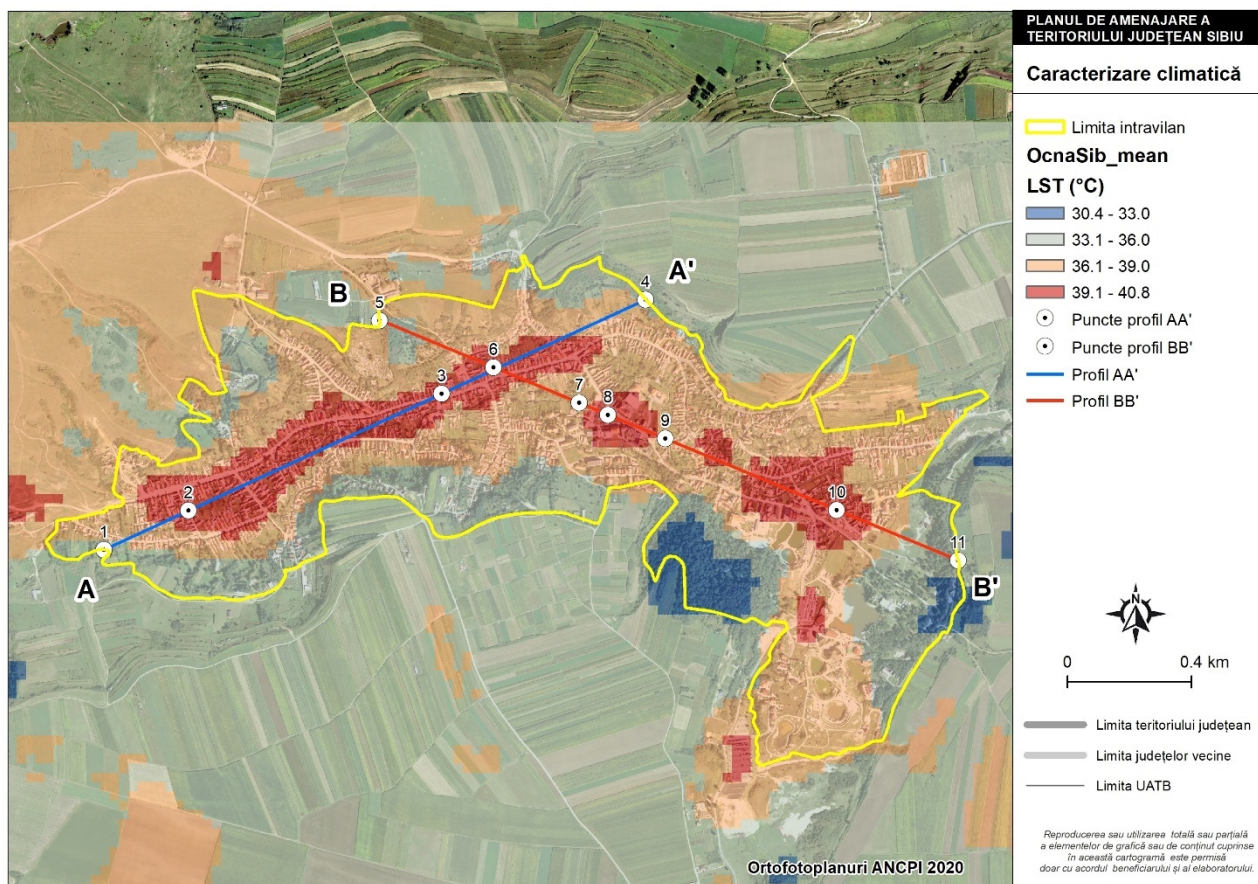 PLANUL DE AMENAJARE A
TERITORIULUI JUDEȚEAN SIBIU
Caracterizare climatică
Limita intravilan
OcnaSib_mean
LST (°C)
30.4 - 33.0
33.1 - 36.0
36.1 - 39.0
39.1 - 40.8
Puncte profil AA'
Puncte profil BB'
Profil AA'
Profil BB'
A'
4
B
5
6
3
7
8
9
2
10
1
11
A
B'
N
0 0.4 km
Limita teritoriului județean
Limita județelor vecine
Limita UATB
Reproducerea sau utilizarea totală sau parțială
a elementelor de grafică sau de conținut cuprinse
în această cartogramă este permisă
doar cu acordul beneficiarului și al elaboratorului.
Ortofotoplanuri ANCPI 2020